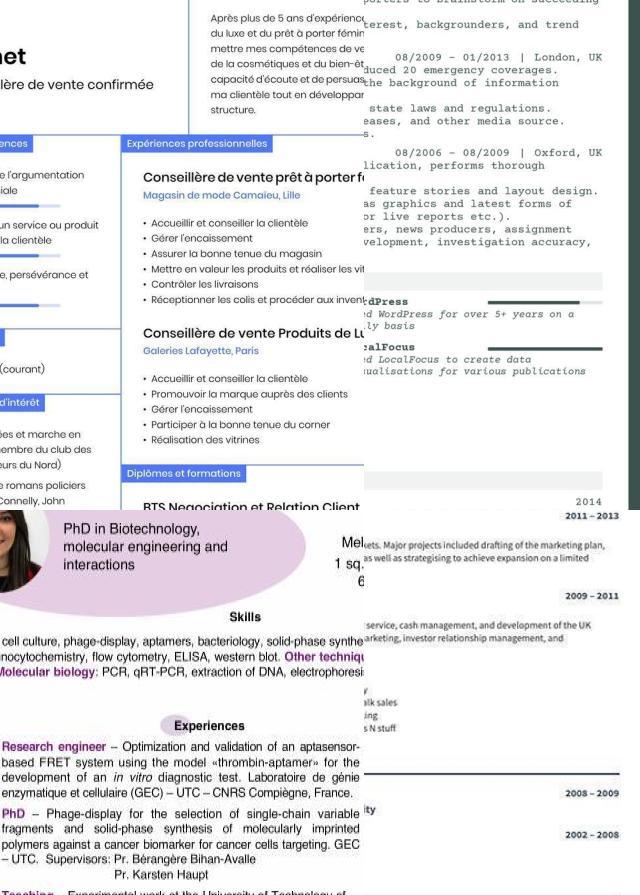 Après plus de 5 ans d'expérience
du luxe et du prêt à porter fémin
mettre mes compétences de ve
de la cosmétiques et du bien-êt
capacité d'écoute et de persuas
ma clientèle tout en développar
structure.
net
lère de vente confirmée
ences
e l'argumentation
iale
un service ou produit
la clientèle
e, persévérance et
(courant)
d'intérêt
ées et marche en
nembre du club des
eurs du Nord)
e romans policiers
Connelly, John
Expériences professionnelles
Conseillère de vente prêt à porter fe
Magasin de mode Camaïeu, Lille
• Accueillir et conseiller la clientèle
• Gérer l'encaissement
• Assurer la bonne tenue du magasin
• Mettre en valeur les produits et réaliser les vit
• Contrôler les livraisons
• Réceptionner les colis et procéder aux invent
Conseillère de vente Produits de Lu
Galeries Lafayette, Paris
• Accueillir et conseiller la clientèle
• Promouvoir la marque auprès des clients
• Gérer l'encaissement
• Participer à la bonne tenue du corner
• Réalisation des vitrines
Diplômes et formations
BTS Negociation et Relation Client
porters to brainstorm on succeeding
terest, backgrounders, and trend
08/2009 – 01/2013 | London, UK
duced 20 emergency coverages.
the background of information
state laws and regulations.
eases, and other media source.
s.
08/2006 – 08/2009 | Oxford, UK
lication, performs thorough
feature stories and layout design.
as graphics and latest forms of
or live reports etc.).
ers, news producers, assignment
velopment, investigation accuracy,
rdPress
ed WordPress for over 5+ years on a
ly basis
calFocus
ed LocalFocus to create data
ualisations for various publications
2014
PhD in Biotechnology,
molecular engineering and
interactions
Mel
1 sq.
6
Skills
cell culture, phage-display, aptamers, bacteriology, solid-phase synthe
nocytochemistry, flow cytometry, ELISA, western blot. Other techniqu
Molecular biology: PCR, qRT-PCR, extraction of DNA, electrophoresi
Experiences
Research engineer – Optimization and validation of an aptasensor-
based FRET system using the model «thrombin-aptamer» for the
development of an in vitro diagnostic test. Laboratoire de génie
enzymatique et cellulaire (GEC) – UTC – CNRS Compiègne, France.
PhD – Phage-display for the selection of single-chain variable
fragments and solid-phase synthesis of molecularly imprinted
polymers against a cancer biomarker for cancer cells targeting. GEC
– UTC. Supervisors: Pr. Bérangère Bihan-Avalle
Pr. Karsten Haupt
Teaching – Experimental work at the University of Technology of
2011 – 2013
kets. Major projects included drafting of the marketing plan,
as well as strategising to achieve expansion on a limited
2009 – 2011
service, cash management, and development of the UK
arketing, investor relationship management, and
y
alk sales
ing
s N stuff
2008 – 2009
ity
2002 – 2008